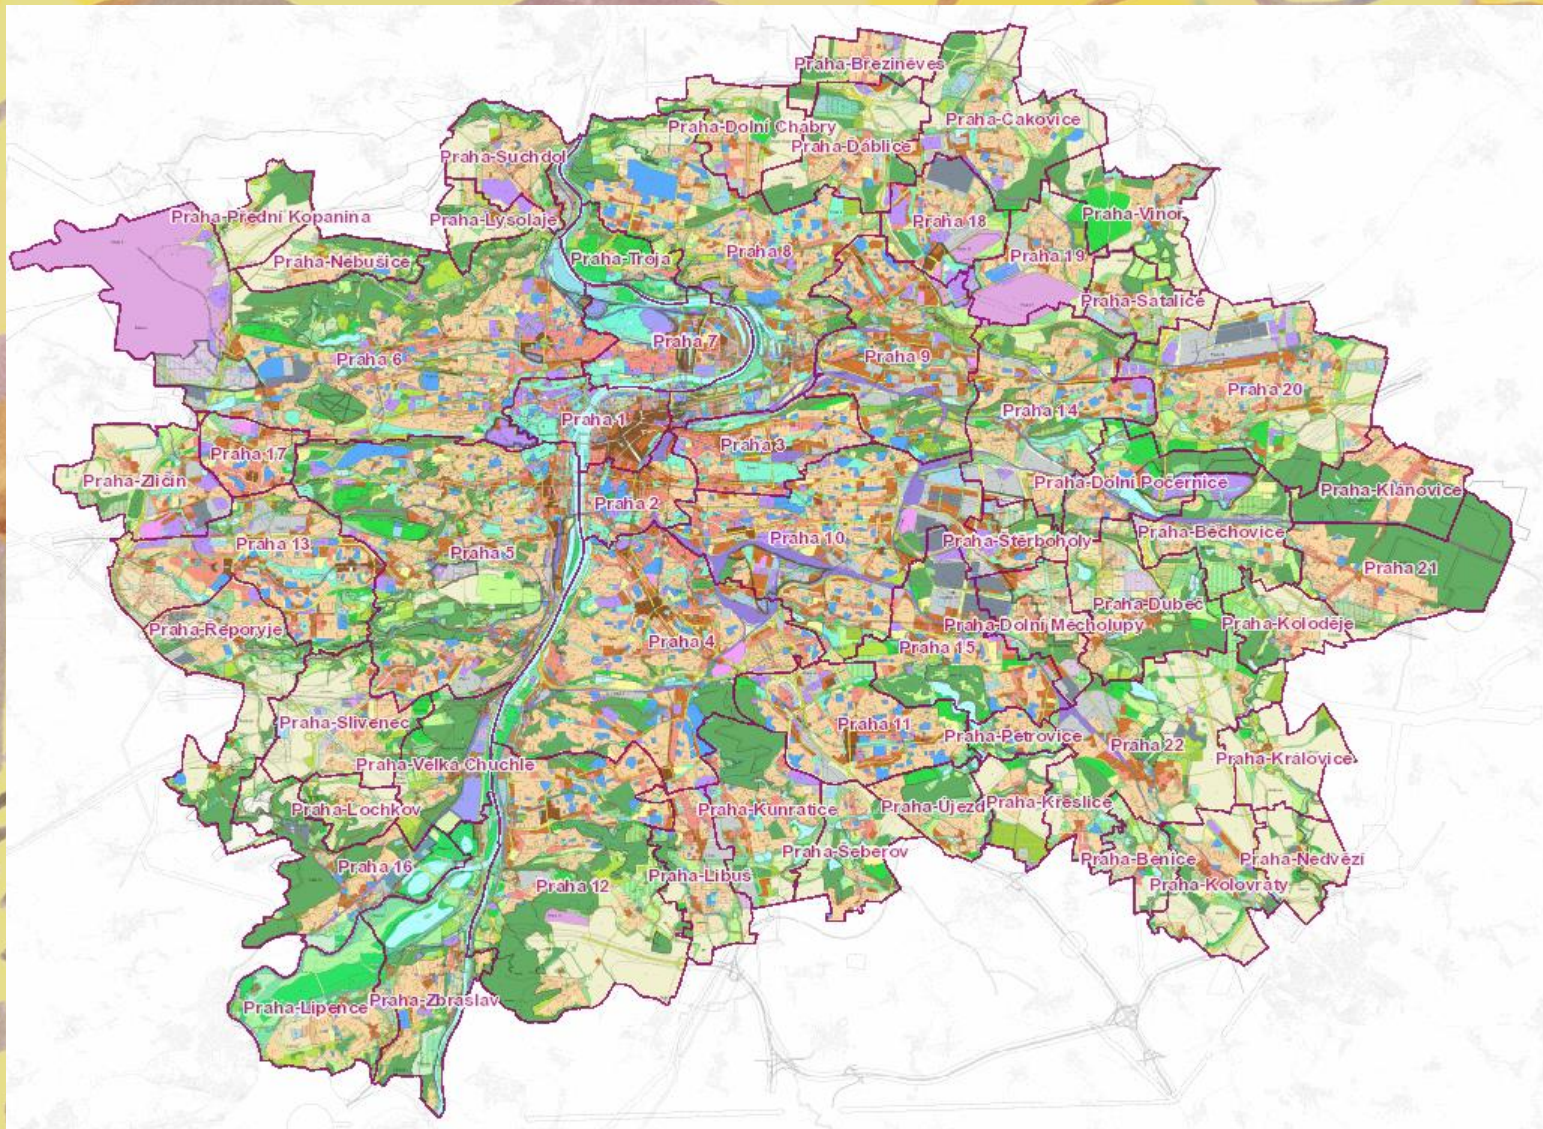 Praha-Březiněves
Praha-Čakovice
Praha-Dolní Chabry
Praha-Ďáblice
Praha-Suchdol
Praha-Přední Kopanina
Praha-Lysolaje
Praha 18
Praha-Vinoř
Praha-Nebušice
Praha-Troja
Praha 8
Praha 19
Praha-Satalice
Praha 7
Praha 6
Praha 9
Praha 20
Praha 14
Praha 1
Praha 3
Praha 17
Praha-Zličín
Praha-Dolní Počernice
Praha-Klánovice
Praha 2
Praha-Štěrboholy
Praha-Běchovice
Praha 13
Praha 5
Praha 10
Praha 21
Praha-Dubeč
Praha-Řeporyje
Praha-Dolní Měcholupy
Praha-Koloděje
Praha 4
Praha 15
Praha-Slivenec
Praha 11
Praha-Petrovice
Praha 22
Praha-Královice
Praha-Velká Chuchle
Praha-Lochkov
Praha-Kunratice
Praha-Újezd
Praha-Křeslice
Praha-Šeberov
Praha-Benice
Praha-Nedvězí
Praha 16
Praha-Libuš
Praha 12
Praha-Kolovraty
Praha-Lipence
Praha-Zbraslav